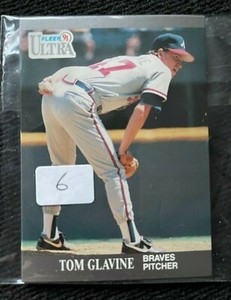 FLEER 91
ULTRA
47
6
TOM GLAVINE
BRAVES
PITCHER